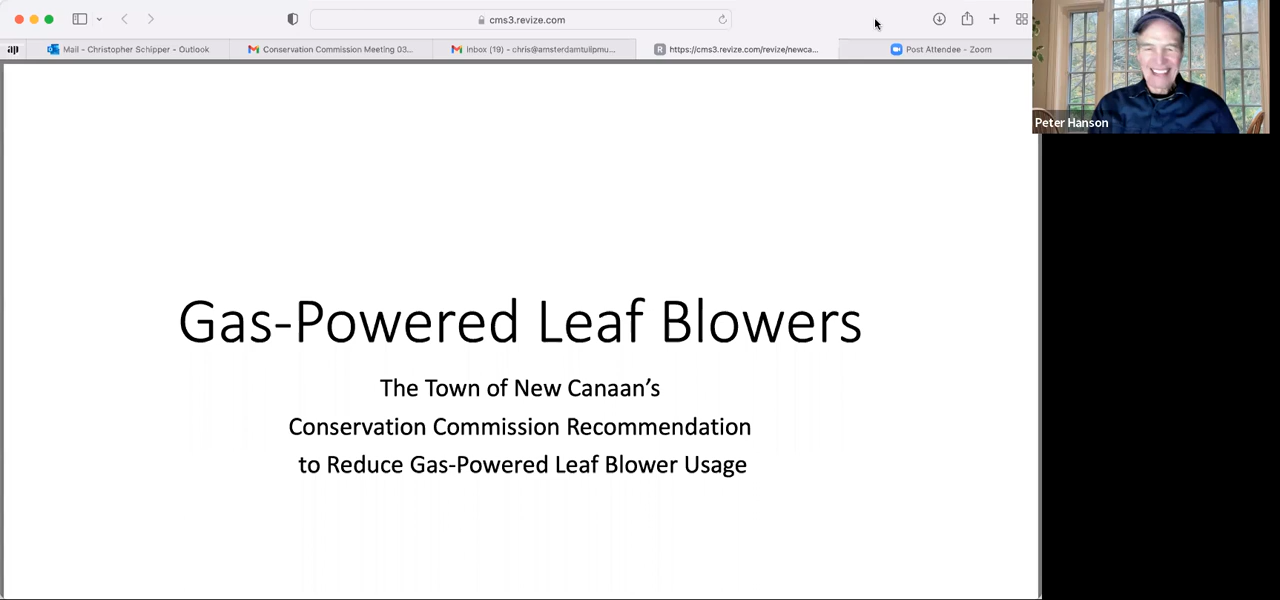 cms3.revize.com
Mail - Christopher Schipper - Outlook
Conservation Commission Meeting 03...
Inbox (19) - chris@amsterdamtulipmu...
R
https://cms3.revize.com/revize/newca...
Post Attendee - Zoom
Peter Hanson
Gas-Powered Leaf Blowers
The Town of New Canaan’s
Conservation Commission Recommendation
to Reduce Gas-Powered Leaf Blower Usage